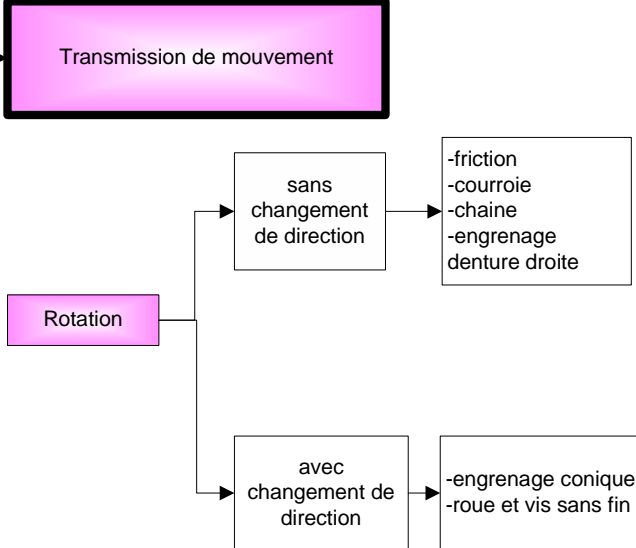 Transmission de mouvement
sans
changement
de direction
-friction
-courroie
-chaine
-engrenage
denture droite
Rotation
avec
changement de
direction
-engrenage conique
-roue et vis sans fin